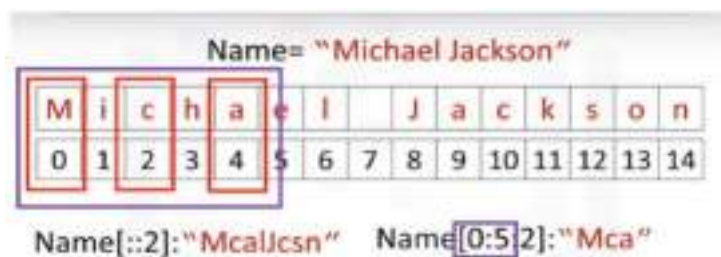 Name= "Michael Jackson"
M i c h a e l J a c k s o n
0 1 2 3 4 5 6 7 8 9 10 11 12 13 14
Name[::2]:"McalJcsn" Name[0:5:2]:"Mca"